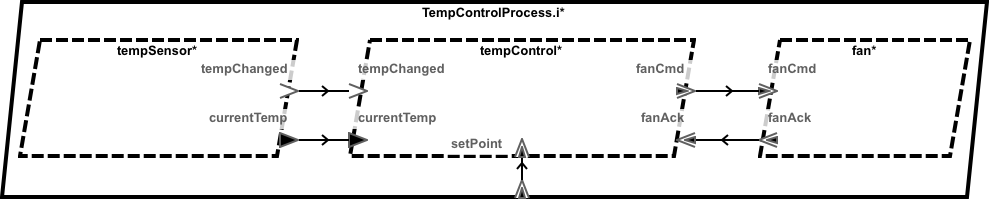 TempControlProcess.i*
tempSensor*
tempControl*
fan*
tempChanged
tempChanged
fanCmd
fanCmd
currentTemp
currentTemp
fanAck
fanAck
setPoint